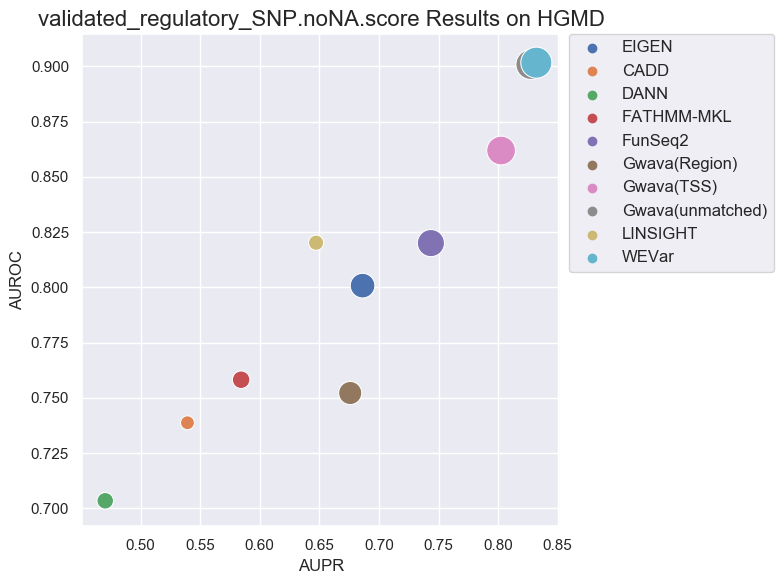 validated_regulatory_SNP.noNA.score Results on HGMD
0.900
0.875
0.850
0.825
0.800
0.775
0.750
0.725
0.700
AUROC
0.50 0.55 0.60 0.65 0.70 0.75 0.80 0.85
AUPR
EIGEN
CADD
DANN
FATHMM-MKL
FunSeq2
Gwava(Region)
Gwava(TSS)
Gwava(unmatched)
LINSIGHT
WEVar